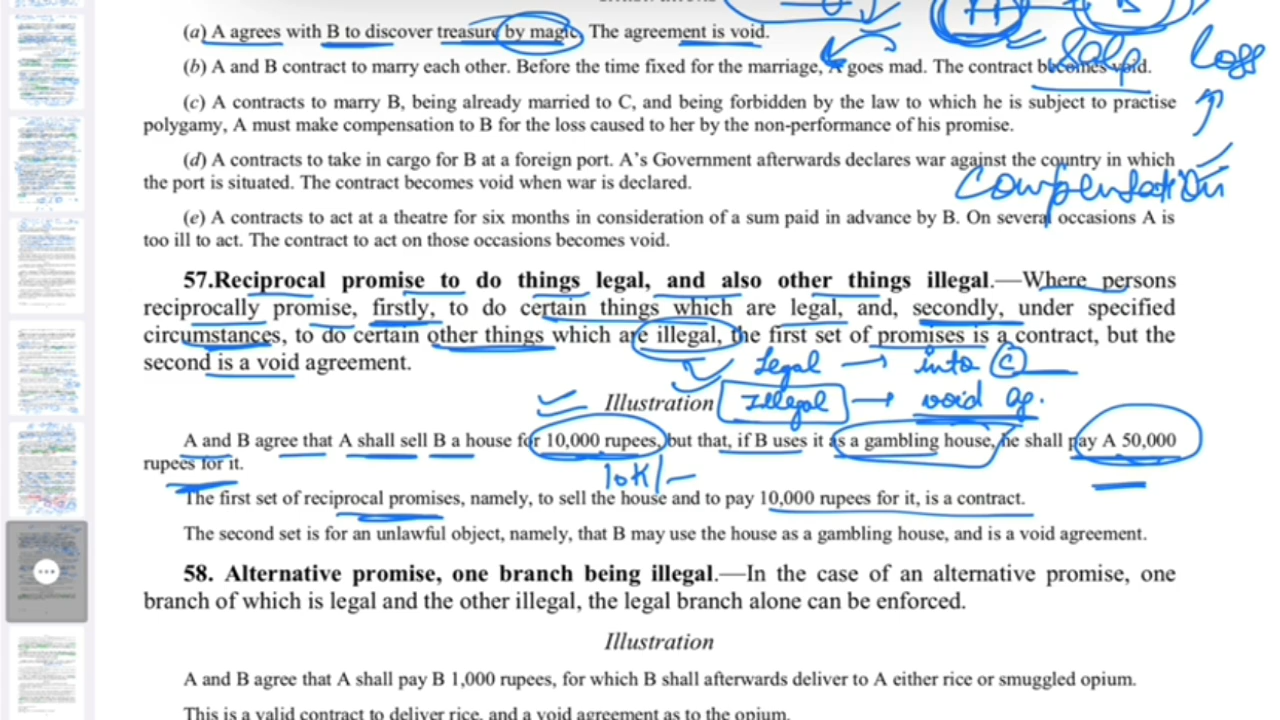 (a) A agrees with B to discover treasure by magic. The agreement is void.
(b) A and B contract to marry each other. Before the time fixed for the marriage, A goes mad. The contract becomes void.
loss
(c) A contracts to marry B, being already married to C, and being forbidden by the law to which he is subject to practise
polygamy, A must make compensation to B for the loss caused to her by the non-performance of his promise.
(d) A contracts to take in cargo for B at a foreign port. A's Government afterwards declares war against the country in which
the port is situated. The contract becomes void when war is declared.
Compensation
(e) A contracts to act at a theatre for six months in consideration of a sum paid in advance by B. On several occasions A is
too ill to act. The contract to act on those occasions becomes void.
57.Reciprocal promise to do things legal, and also other things illegal.—Where persons
reciprocally promise, firstly, to do certain things which are legal, and, secondly, under specified
circumstances, to do certain other things which are illegal, the first set of promises is a contract, but the
second is a void agreement.
Legal → into C
Illustration
Illegal → void ag.
A and B agree that A shall sell B a house for 10,000 rupees, but that, if B uses it as a gambling house, he shall pay A 50,000
rupees for it.
10K/-
The first set of reciprocal promises, namely, to sell the house and to pay 10,000 rupees for it, is a contract.
The second set is for an unlawful object, namely, that B may use the house as a gambling house, and is a void agreement.
58. Alternative promise, one branch being illegal.—In the case of an alternative promise, one
branch of which is legal and the other illegal, the legal branch alone can be enforced.
Illustration
A and B agree that A shall pay B 1,000 rupees, for which B shall afterwards deliver to A either rice or smuggled opium.
This is a valid contract to deliver rice, and a void agreement as to the opium.